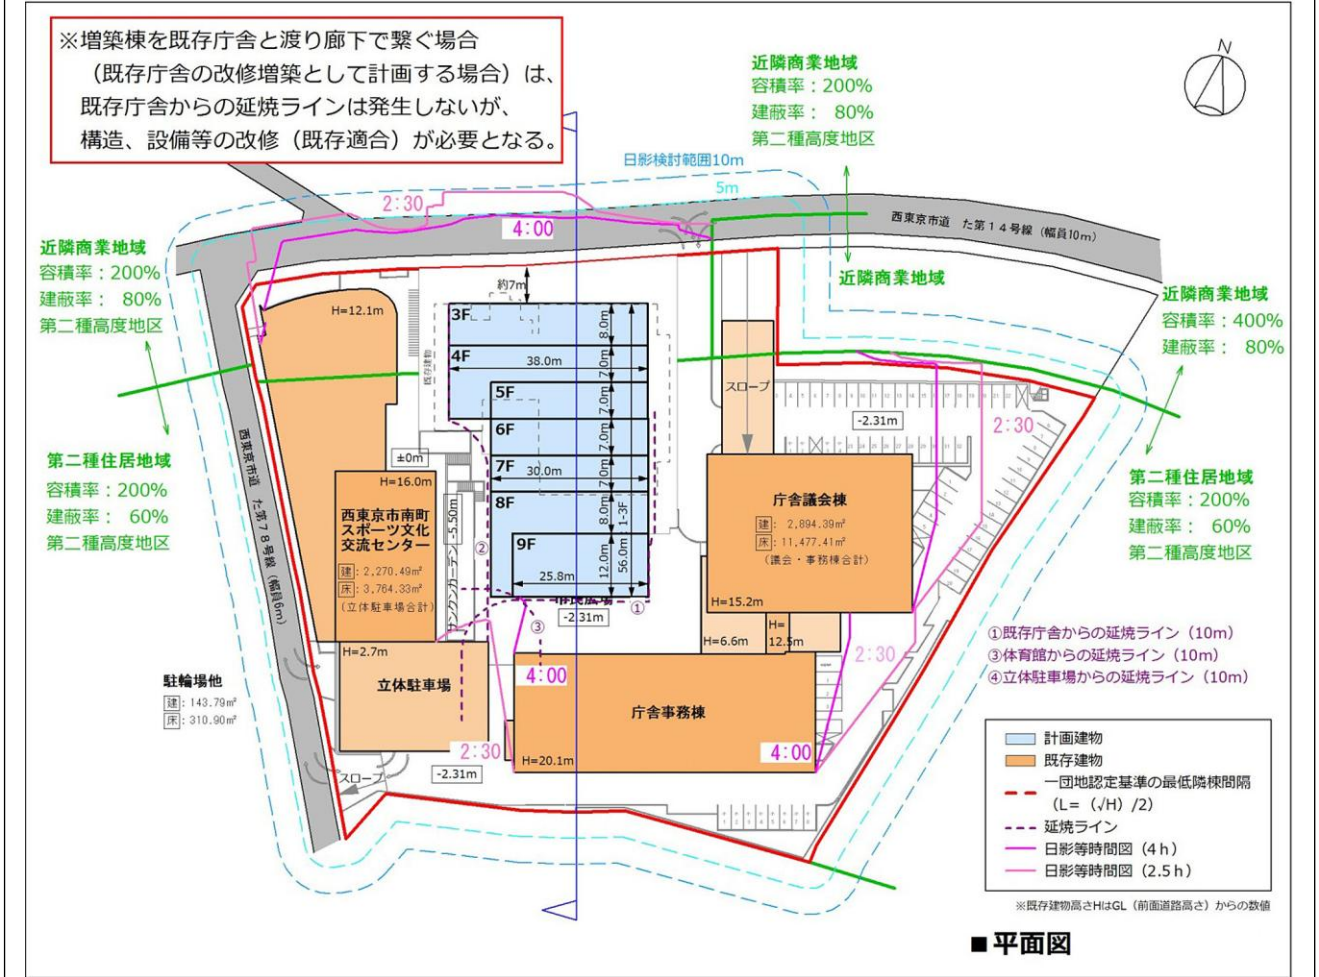 ※増築棟を既存庁舎と渡り廊下で繋ぐ場合
（既存庁舎の改修増築として計画する場合）は、
既存庁舎からの延焼ラインは発生しないが、
構造、設備等の改修（既存適合）が必要となる。
近隣商業地域
容積率：200%
建蔽率： 80%
第二種高度地区
N
日影検討範囲10m
5m
2:30
4:00
西東京市道 た第１４号線（幅員10m）
近隣商業地域
容積率：200%
建蔽率： 80%
第二種高度地区
近隣商業地域
近隣商業地域
容積率：400%
建蔽率： 80%
約7m
H=12.1m
既存建物
3F
8.0m
4F
38.0m
7.0m
5F
7.0m
6F
7.0m
7F
30.0m
7.0m
8F
8.0m
9F
25.8m
12.0m
56.0m：1-3F
スロープ
-2.31m
2:30
第二種住居地域
容積率：200%
建蔽率： 60%
第二種高度地区
西東京市道 た第７８号線（幅員6m）
±0m
H=16.0m
西東京市南町
スポーツ文化
交流センター
建：2,270.49㎡
床：3,764.33㎡
（立体駐車場合計）
サンクンガーデン
-5.50m
②
①
③
-2.31m
庁舎議会棟
建： 2,894.39㎡
床：11,477.41㎡
（議会・事務棟合計）
H=15.2m
H=6.6m
H=
12.5m
第二種住居地域
容積率：200%
建蔽率： 60%
第二種高度地区
①既存庁舎からの延焼ライン（10m）
③体育館からの延焼ライン（10m）
④立体駐車場からの延焼ライン（10m）
H=2.7m
立体駐車場
4:00
2:30
駐輪場他
建：143.79㎡
床：310.90㎡
庁舎事務棟
2:30
4:00
H=20.1m
スロープ
-2.31m
計画建物
既存建物
一団地認定基準の最低隣棟間隔
（L＝（√H）/2）
延焼ライン
日影等時間図（4ｈ）
日影等時間図（2.5ｈ）
※既存建物高さHはGL（前面道路高さ）からの数値
■平面図